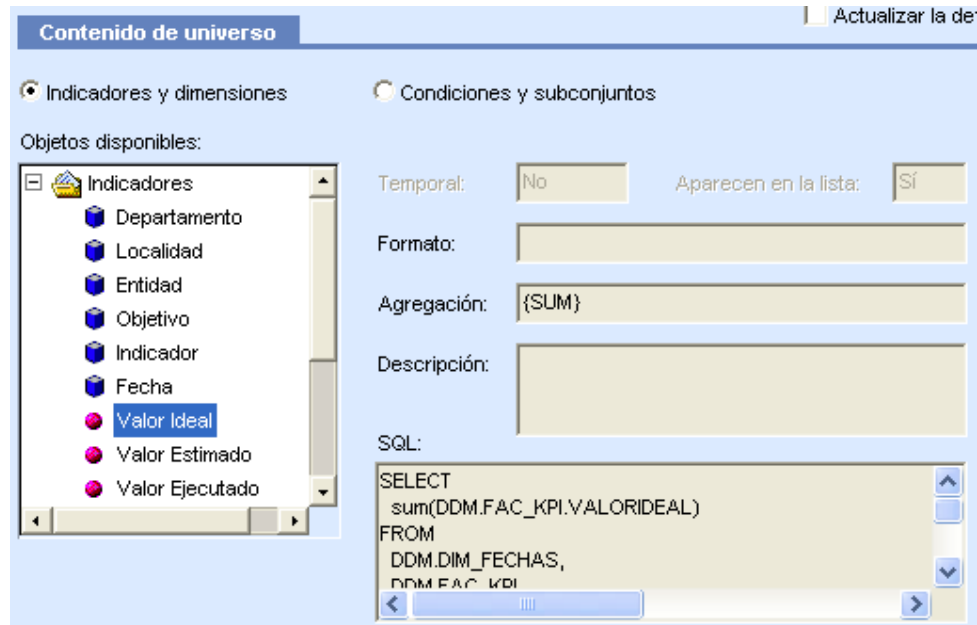 Actualizar la de
Contenido de universo
Indicadores y dimensiones
Condiciones y subconjuntos
Objetos disponibles:
Indicadores
Departamento
Localidad
Entidad
Objetivo
Indicador
Fecha
Valor Ideal
Valor Estimado
Valor Ejecutado
Temporal:
No
Aparecen en la lista:
Sí
Formato:
Agregación:
{SUM}
Descripción:
SQL:
SELECT
sum(DDM.FAC_KPI.VALORIDEAL)
FROM
DDM.DIM_FECHAS,
DDM.FAC_KPI